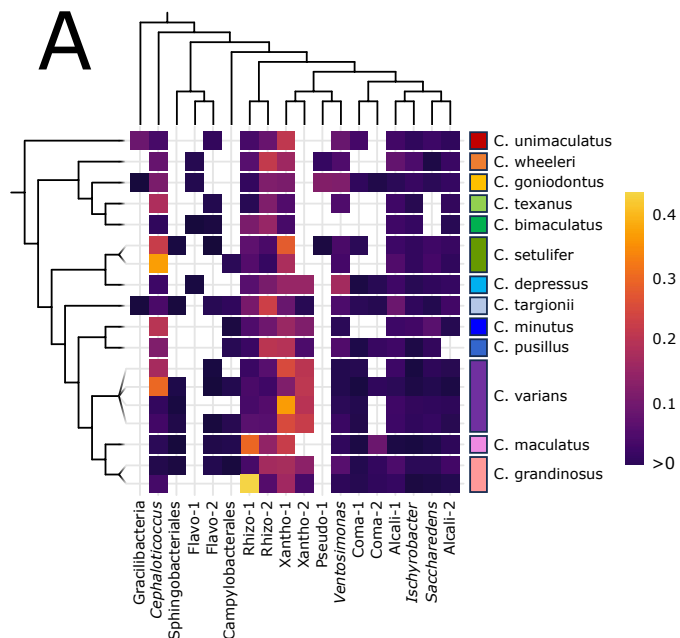 A
C. unimaculatus
C. wheeleri
C. goniodontus
C. texanus
C. bimaculatus
C. setulifer
C. depressus
C. targionii
C. minutus
C. pusillus
C. varians
C. maculatus
C. grandinosus
0.4
0.3
0.2
0.1
>0
Gracilibacteria
Cephaloticoccus
Sphingobacteriales
Flavo-1
Flavo-2
Campylobacterales
Rhizo-1
Rhizo-2
Xantho-1
Xantho-2
Pseudo-1
Ventosimonas
Coma-1
Coma-2
Alcali-1
Ischyrobacter
Saccharedens
Alcali-2